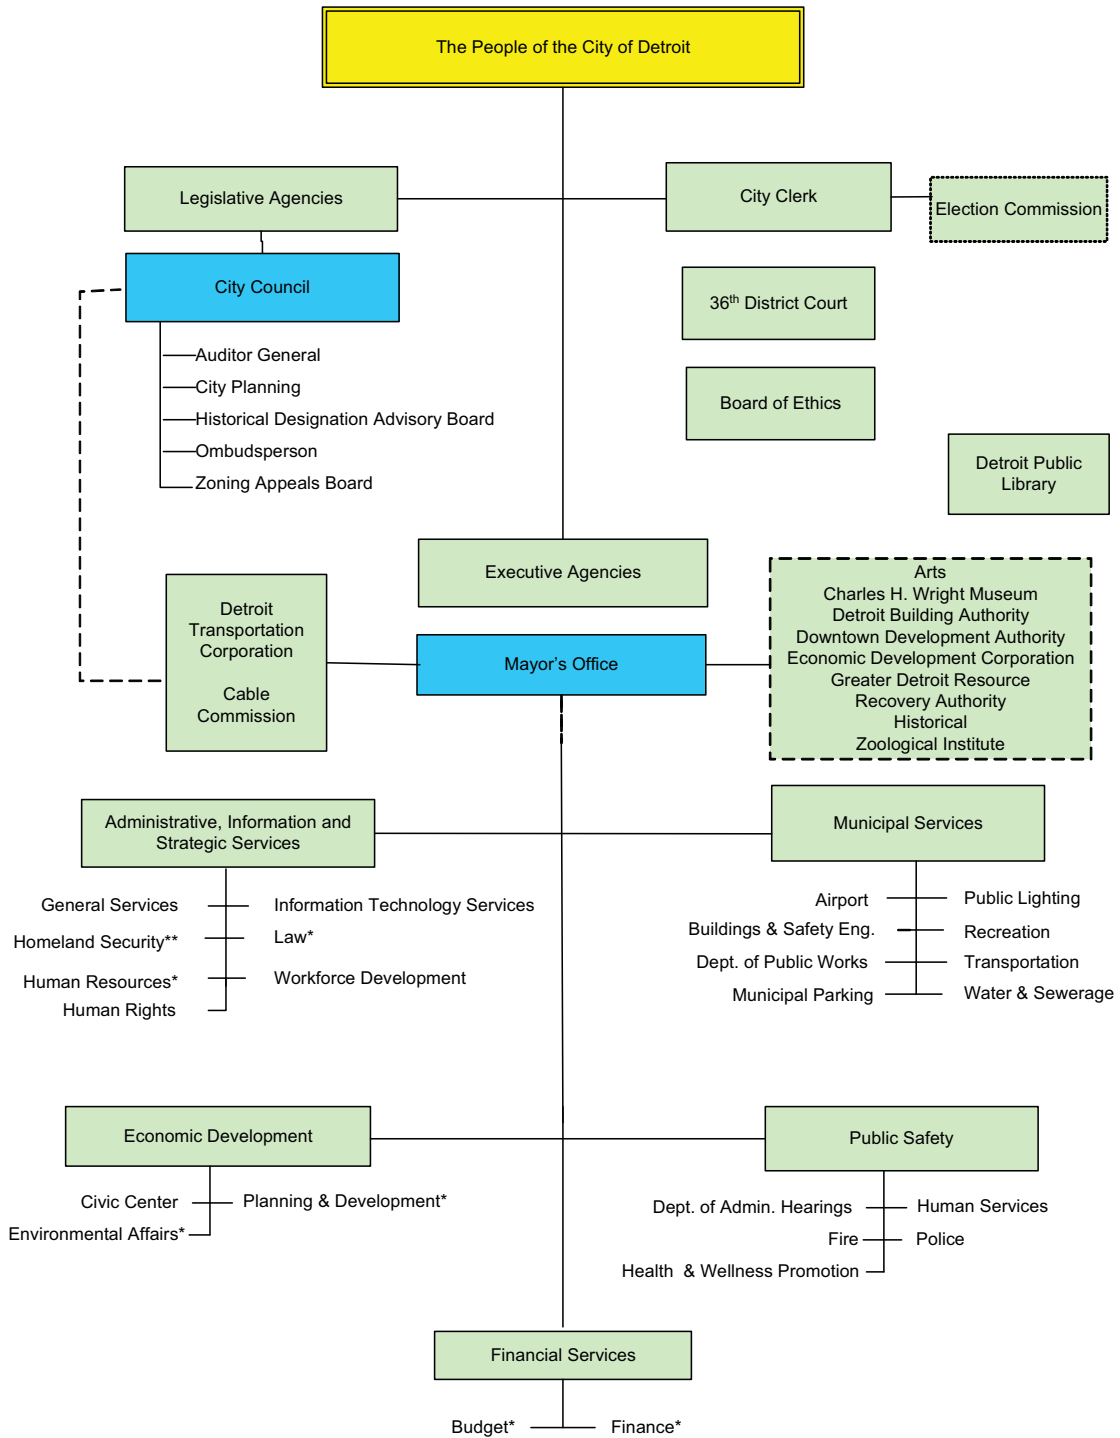 The People of the City of Detroit
Legislative Agencies
City Clerk
Election Commission
City Council
36th District Court
Auditor General
City Planning
Historical Designation Advisory Board
Ombudsperson
Zoning Appeals Board
Board of Ethics
Detroit Public
Library
Executive Agencies
Detroit
Transportation
Corporation
Cable
Commission
Mayor's Office
Arts
Charles H. Wright Museum
Detroit Building Authority
Downtown Development Authority
Economic Development Corporation
Greater Detroit Resource
Recovery Authority
Historical
Zoological Institute
Administrative, Information and
Strategic Services
General Services
Information Technology Services
Homeland Security**
Law*
Human Resources*
Workforce Development
Human Rights
Municipal Services
Airport
Public Lighting
Buildings & Safety Eng.
Recreation
Dept. of Public Works
Transportation
Municipal Parking
Water & Sewerage
Economic Development
Civic Center
Planning & Development*
Environmental Affairs*
Public Safety
Dept. of Admin. Hearings
Human Services
Fire
Police
Health & Wellness Promotion
Financial Services
Budget*
Finance*